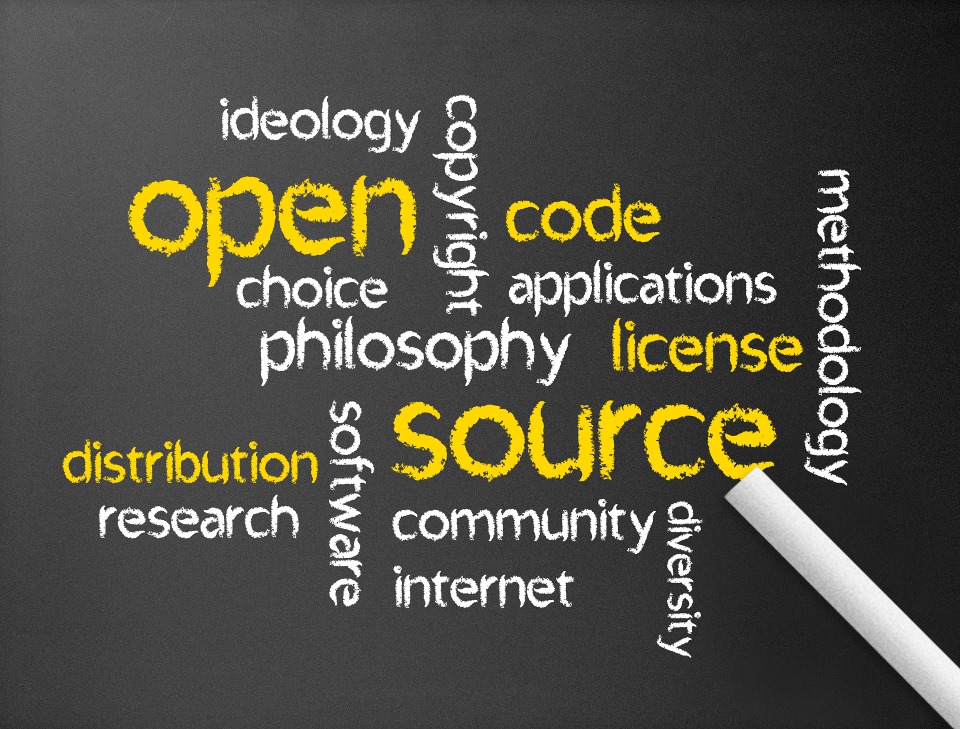 ideology
copyright
open
code
methodology
choice
applications
philosophy
license
software
source
distribution
research
community
diversity
internet